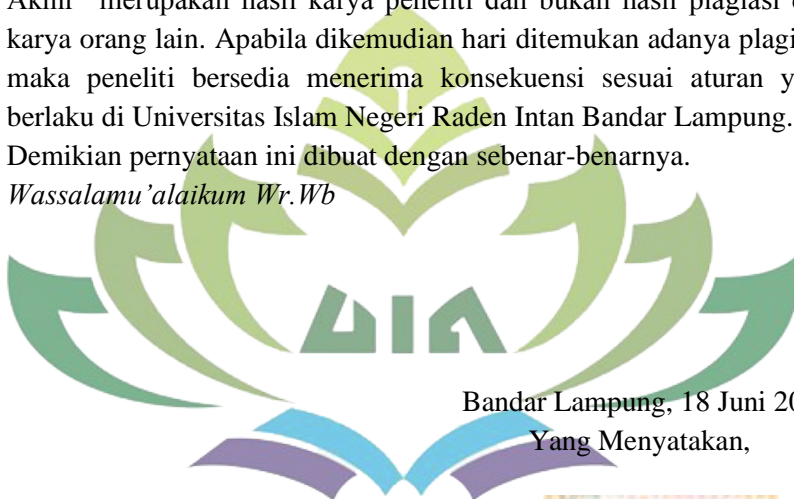 merupakan hasil karya peneliti dan bukan hasil plagiasi
karya orang lain. Apabila dikemudian hari ditemukan adanya plagi
maka peneliti bersedia menerima konsekuensi sesuai aturan y
berlaku di Universitas Islam Negeri Raden Intan Bandar Lampung.
Demikian pernyataan ini dibuat dengan sebenar-benarnya.
Wassalamu’alaikum Wr.Wb
UIN
Bandar Lampung, 18 Juni 20
Yang Menyatakan,